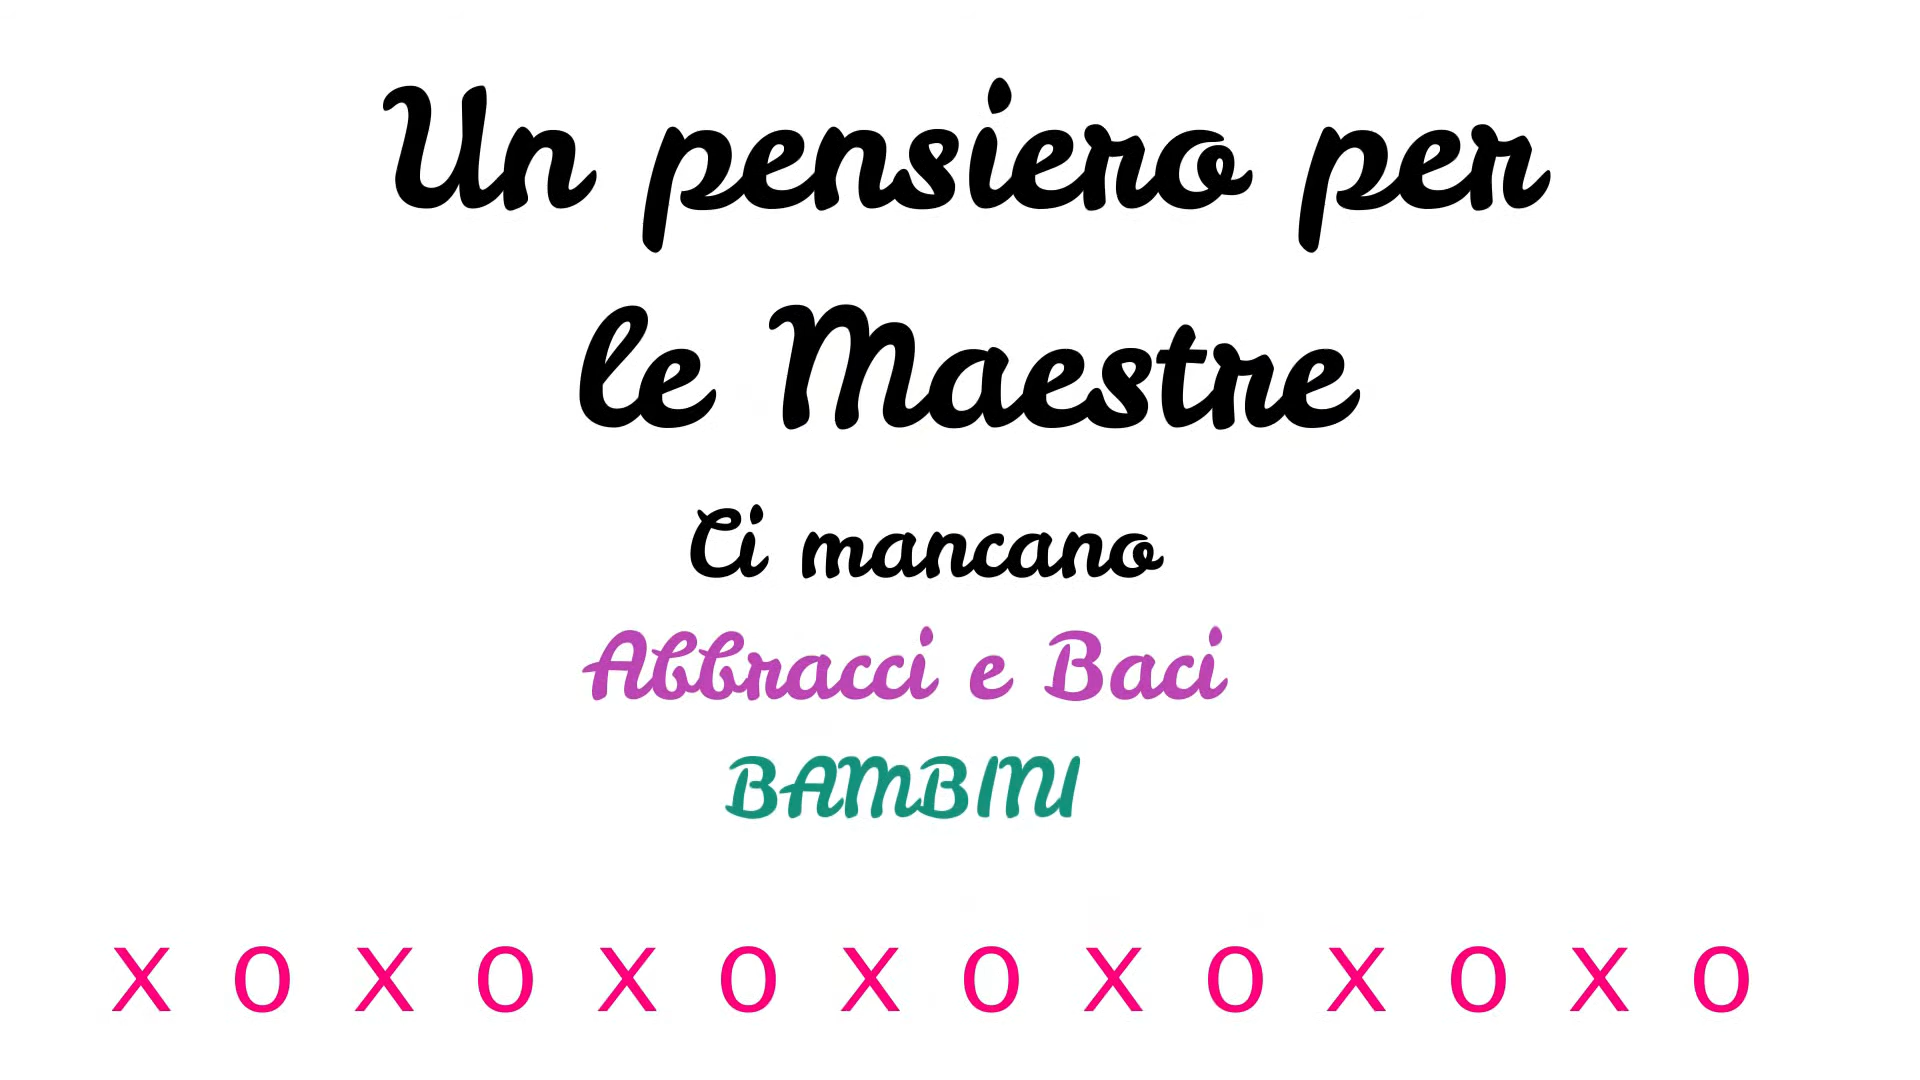 Un pensiero per
le Maestre
Ci mancano
Abbracci e Baci
BAMBINI
X O X O X O X O X O X O X O